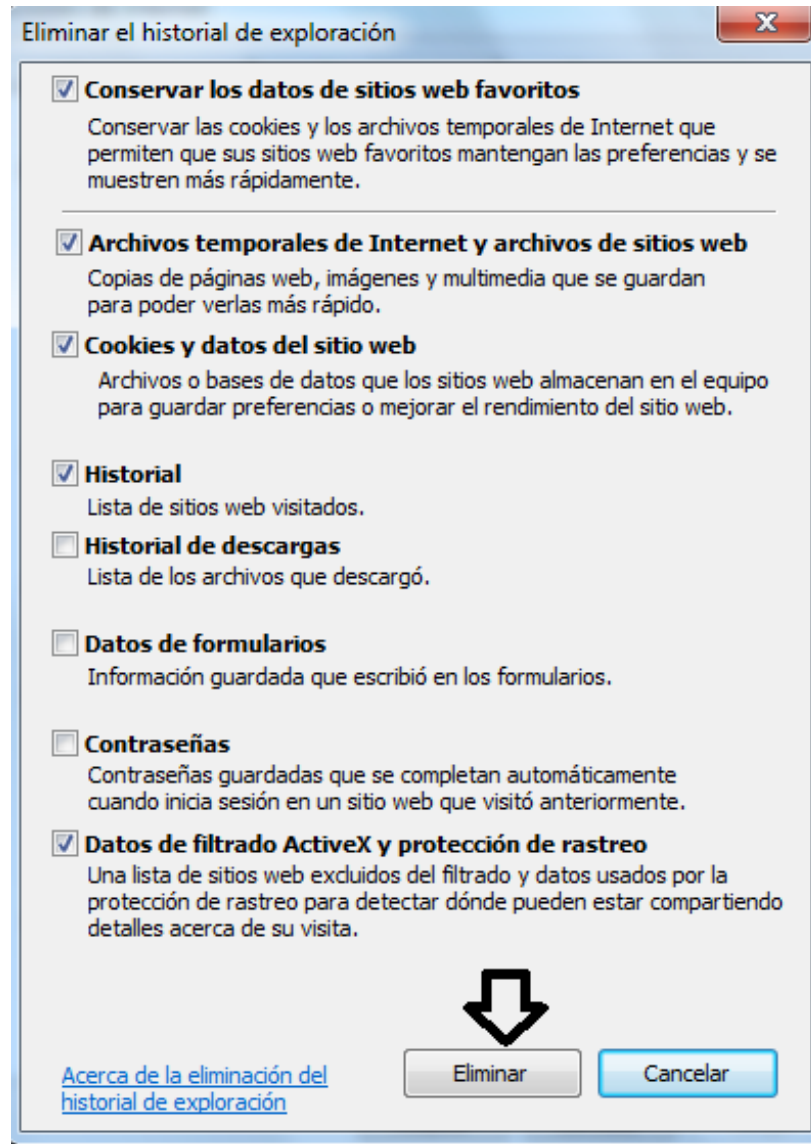 Eliminar el historial de exploración
Conservar los datos de sitios web favoritos
Conservar las cookies y los archivos temporales de Internet que
permiten que sus sitios web favoritos mantengan las preferencias y se
muestren más rápidamente.
Archivos temporales de Internet y archivos de sitios web
Copias de páginas web, imágenes y multimedia que se guardan
para poder verlas más rápido.
Cookies y datos del sitio web
Archivos o bases de datos que los sitios web almacenan en el equipo
para guardar preferencias o mejorar el rendimiento del sitio web.
Historial
Lista de sitios web visitados.
Historial de descargas
Lista de los archivos que descargó.
Datos de formularios
Información guardada que escribió en los formularios.
Contraseñas
Contraseñas guardadas que se completan automáticamente
cuando inicia sesión en un sitio web que visitó anteriormente.
Datos de filtrado ActiveX y protección de rastreo
Una lista de sitios web excluidos del filtrado y datos usados por la
protección de rastreo para detectar dónde pueden estar compartiendo
detalles acerca de su visita.
Acerca de la eliminación del
historial de exploración
Eliminar
Cancelar